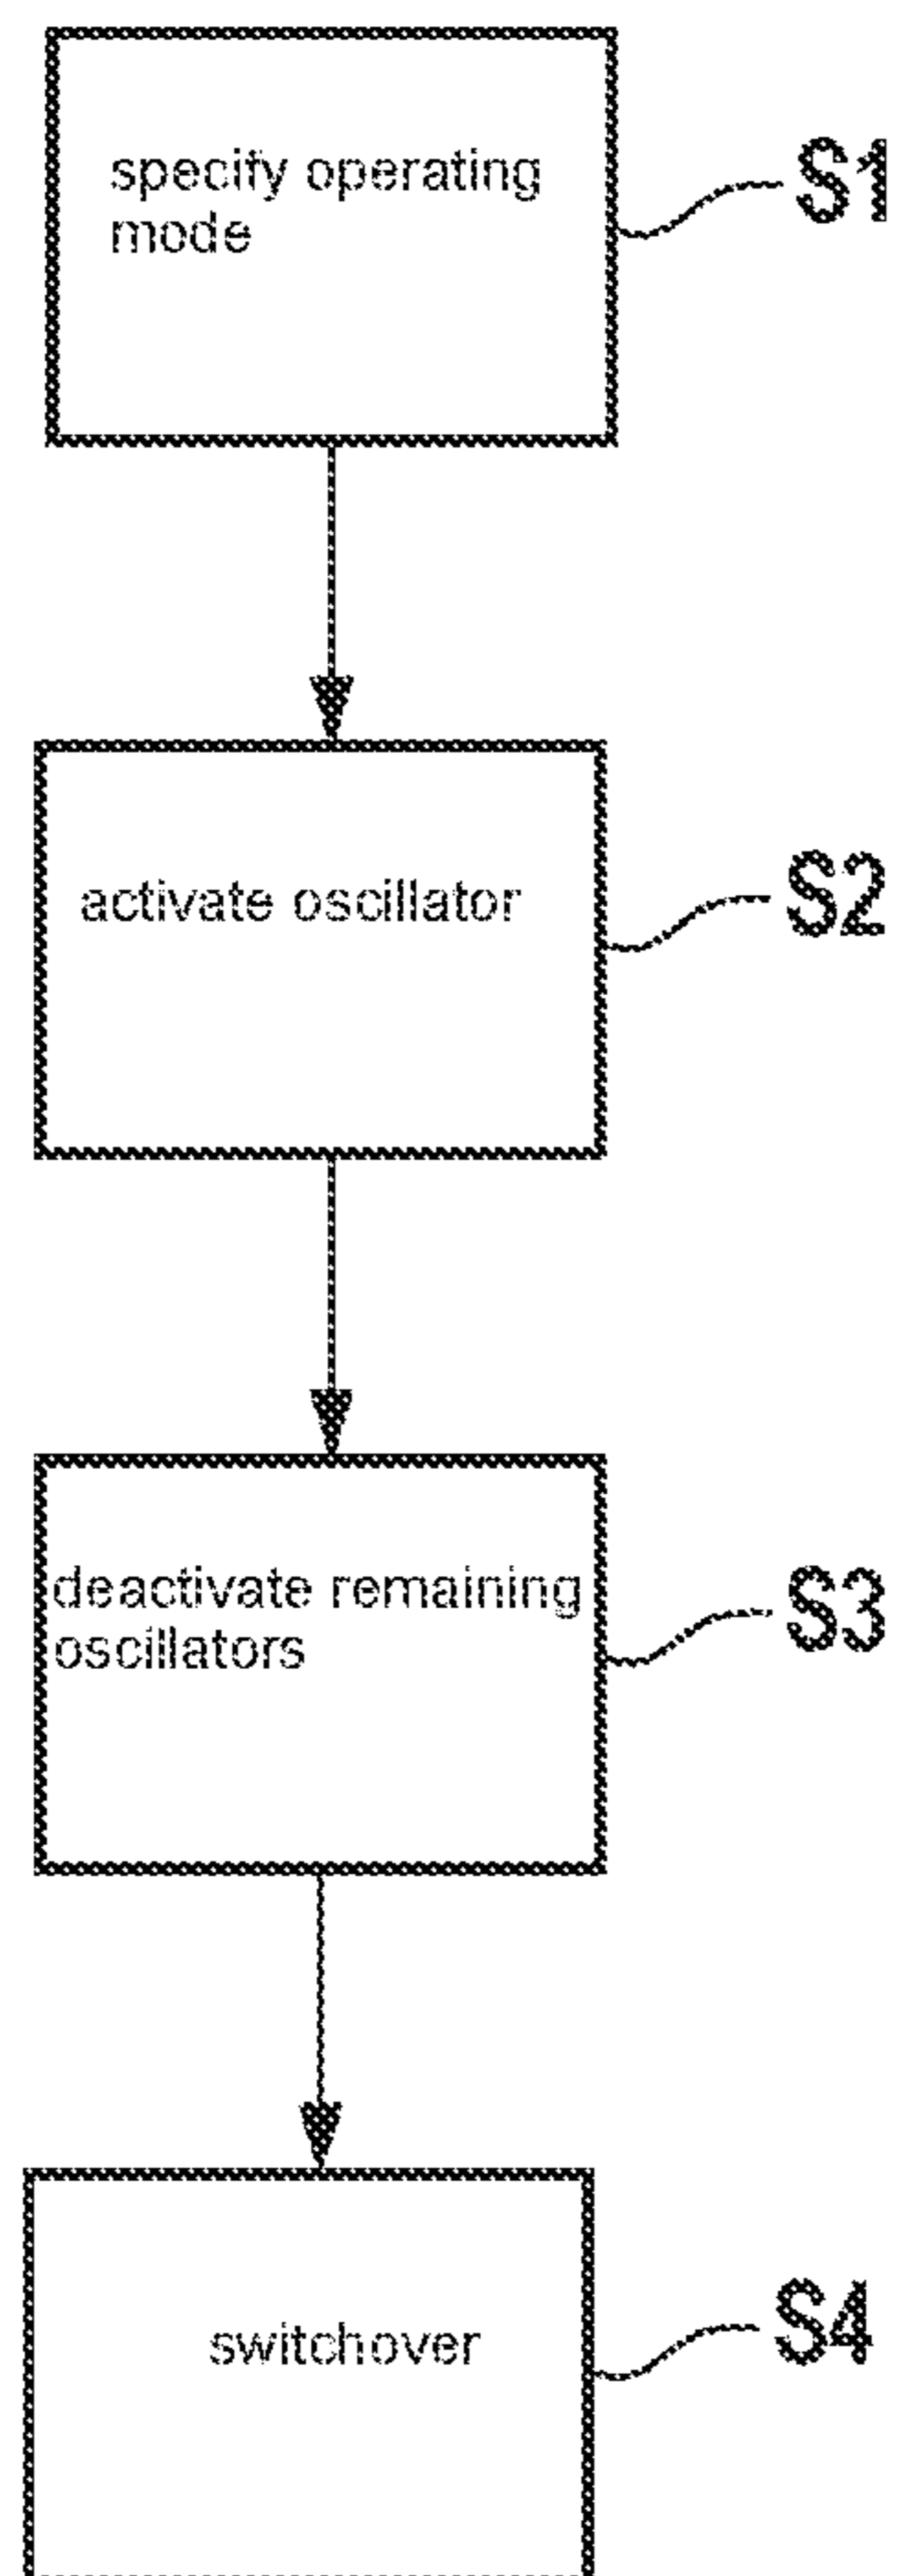 specify operating
mode
S1
activate oscillator
S2
deactivate remaining
oscillators
S3
switchover
S4